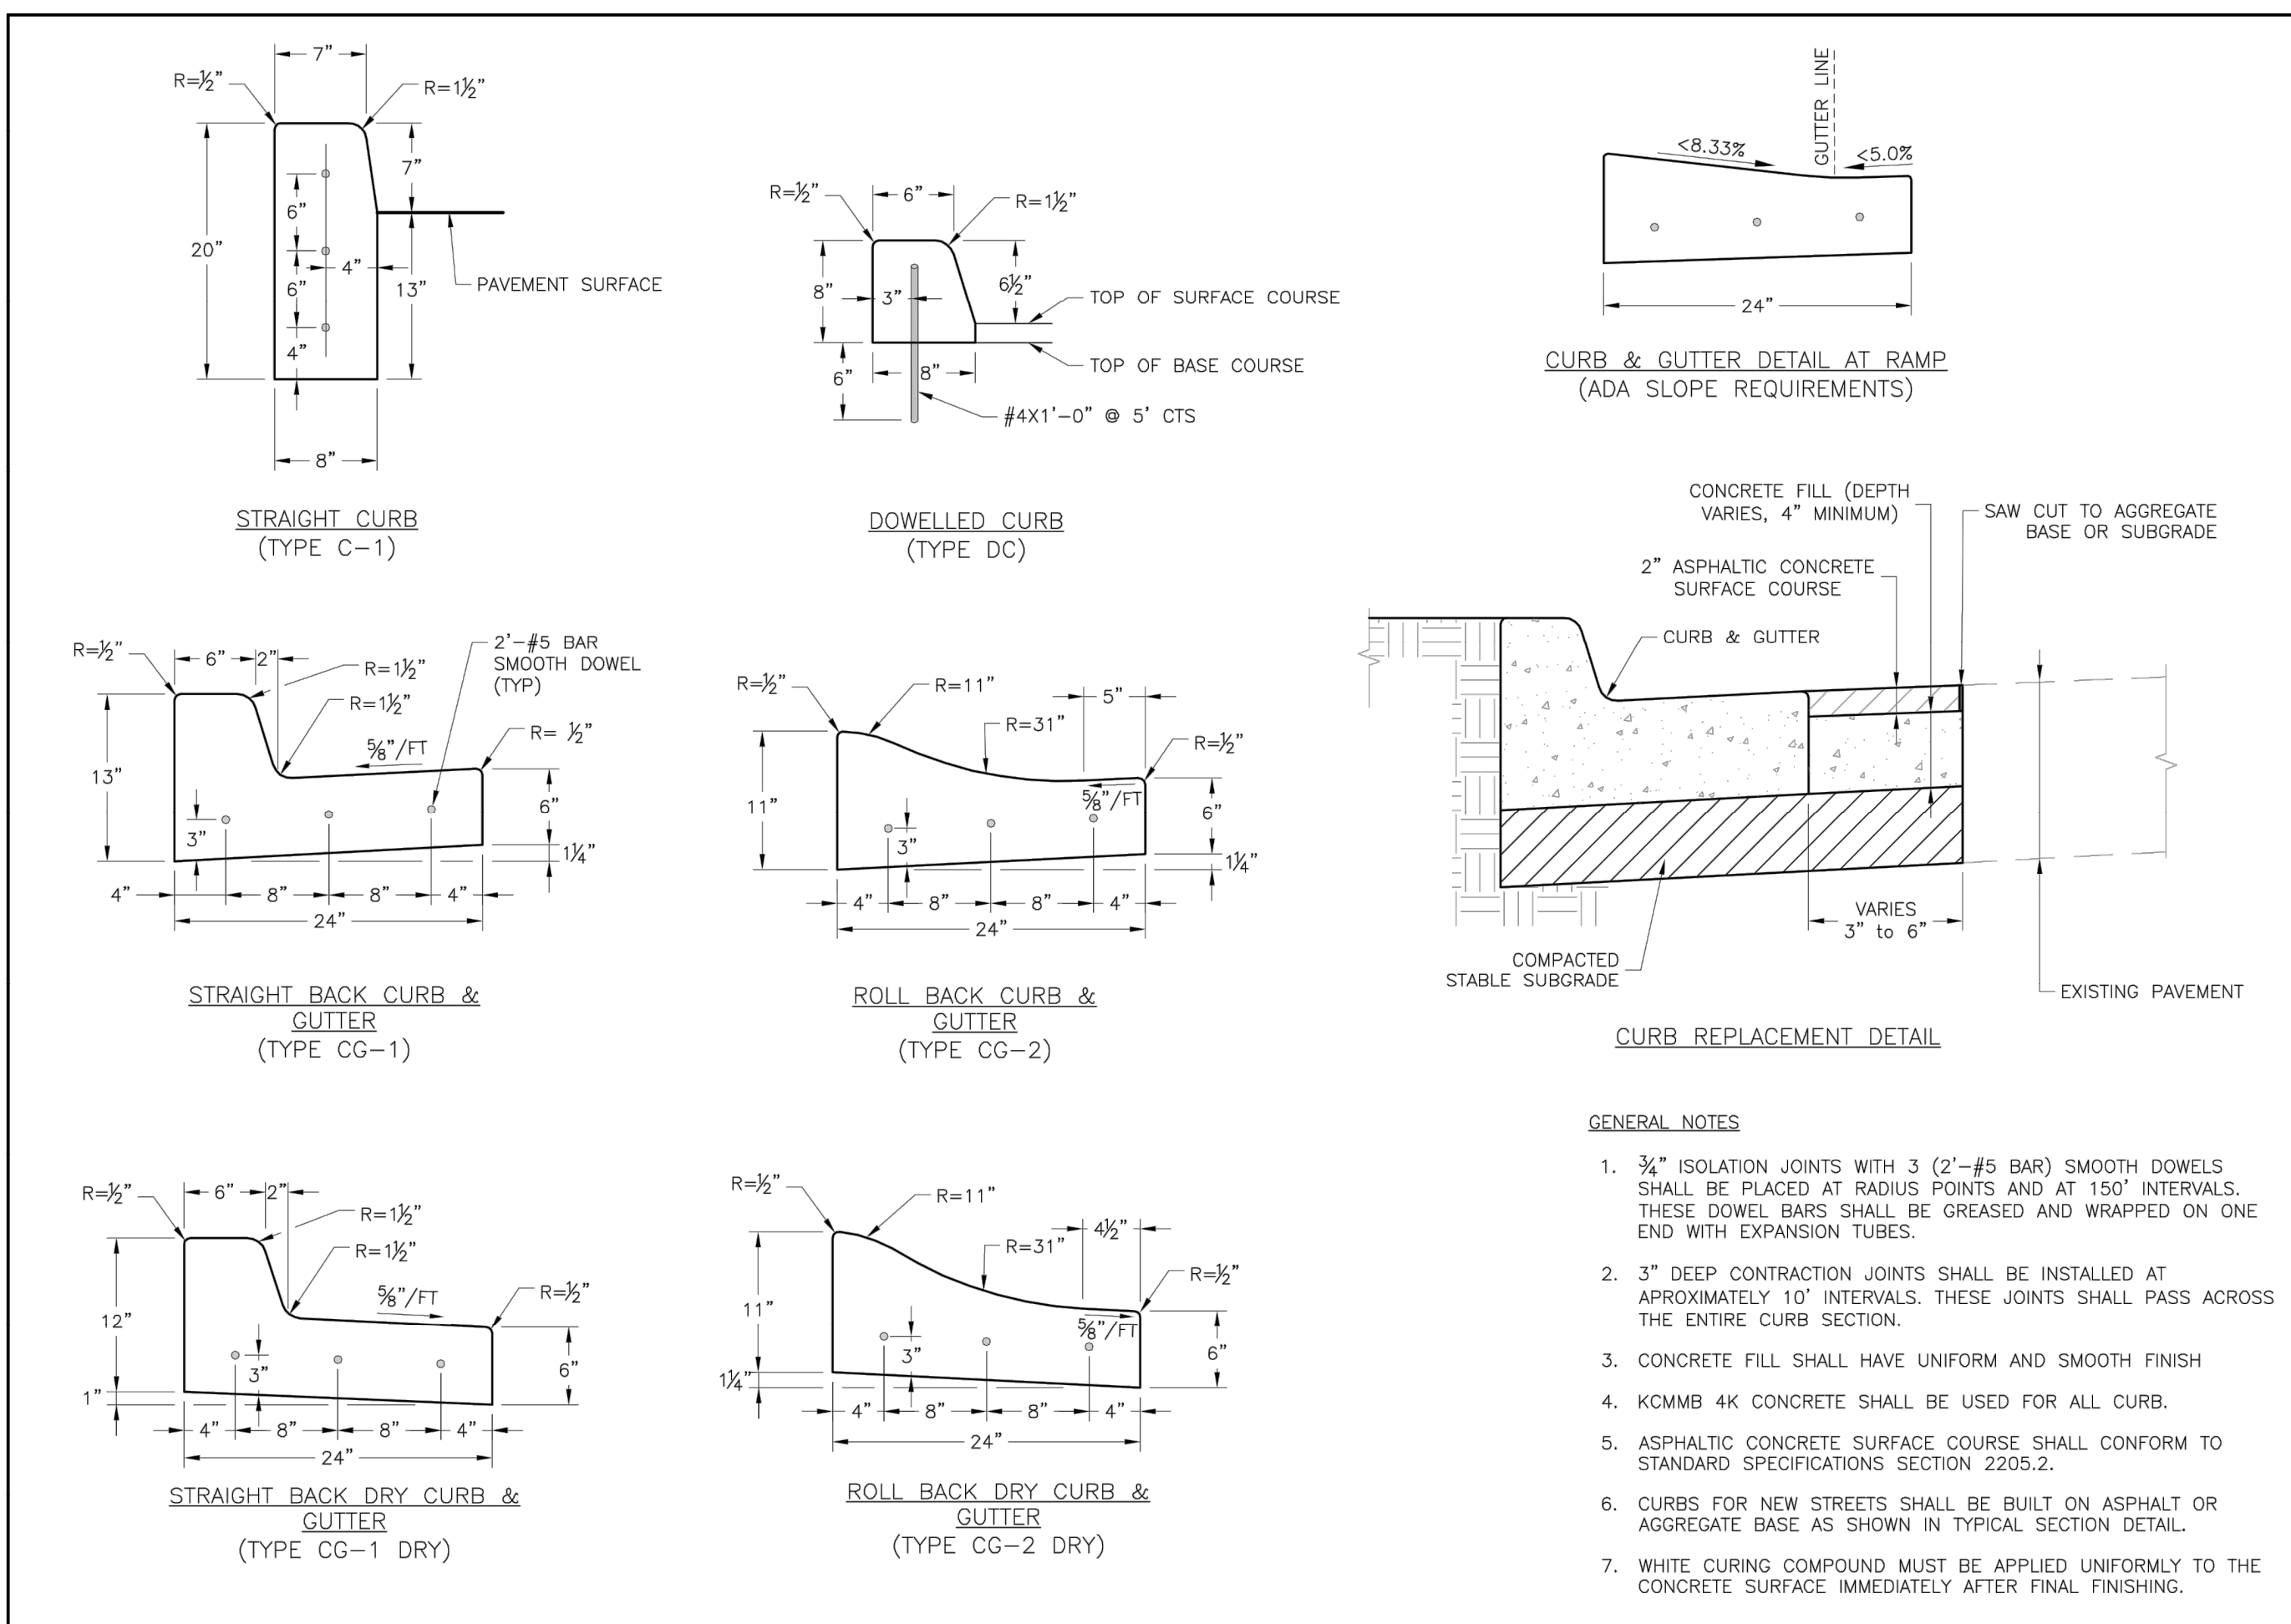 7"
R=½"
R=1½"
7"
6"
20"
4"
6"
13"
PAVEMENT SURFACE
4"
8"
STRAIGHT CURB
(TYPE C-1)
R=½"
6"
R=1½"
8"
3"
6½"
TOP OF SURFACE COURSE
TOP OF BASE COURSE
6"
8"
#4X1'-0" @ 5' CTS
DOWELLED CURB
(TYPE DC)
GUTTER LINE
<8.33%
<5.0%
24"
CURB & GUTTER DETAIL AT RAMP
(ADA SLOPE REQUIREMENTS)
R=½"
6"
2"
R=1½"
R=1½"
2'-#5 BAR
SMOOTH DOWEL
(TYP)
R= ½"
⅝"/FT
13"
6"
3"
1¼"
4"
8"
8"
4"
24"
STRAIGHT BACK CURB &
GUTTER
(TYPE CG-1)
R=½"
R=11"
5"
R=31"
R=½"
11"
⅝"/FT
6"
3"
1¼"
4"
8"
8"
4"
24"
ROLL BACK CURB &
GUTTER
(TYPE CG-2)
CONCRETE FILL (DEPTH
VARIES, 4" MINIMUM)
SAW CUT TO AGGREGATE
BASE OR SUBGRADE
2" ASPHALTIC CONCRETE
SURFACE COURSE
CURB & GUTTER
VARIES
3" to 6"
COMPACTED
STABLE SUBGRADE
EXISTING PAVEMENT
CURB REPLACEMENT DETAIL
R=½"
6"
2"
R=1½"
R=1½"
⅝"/FT
R=½"
12"
3"
6"
1"
4"
8"
8"
4"
24"
STRAIGHT BACK DRY CURB &
GUTTER
(TYPE CG-1 DRY)
R=½"
R=11"
4½"
R=31"
R=½"
11"
⅝"/FT
3"
6"
1¼"
4"
8"
8"
4"
24"
ROLL BACK DRY CURB &
GUTTER
(TYPE CG-2 DRY)
GENERAL NOTES
1. ¾" ISOLATION JOINTS WITH 3 (2'-#5 BAR) SMOOTH DOWELS
SHALL BE PLACED AT RADIUS POINTS AND AT 150' INTERVALS.
THESE DOWEL BARS SHALL BE GREASED AND WRAPPED ON ONE
END WITH EXPANSION TUBES.
2. 3" DEEP CONTRACTION JOINTS SHALL BE INSTALLED AT
APROXIMATELY 10' INTERVALS. THESE JOINTS SHALL PASS ACROSS
THE ENTIRE CURB SECTION.
3. CONCRETE FILL SHALL HAVE UNIFORM AND SMOOTH FINISH
4. KCMMB 4K CONCRETE SHALL BE USED FOR ALL CURB.
5. ASPHALTIC CONCRETE SURFACE COURSE SHALL CONFORM TO
STANDARD SPECIFICATIONS SECTION 2205.2.
6. CURBS FOR NEW STREETS SHALL BE BUILT ON ASPHALT OR
AGGREGATE BASE AS SHOWN IN TYPICAL SECTION DETAIL.
7. WHITE CURING COMPOUND MUST BE APPLIED UNIFORMLY TO THE
CONCRETE SURFACE IMMEDIATELY AFTER FINAL FINISHING.